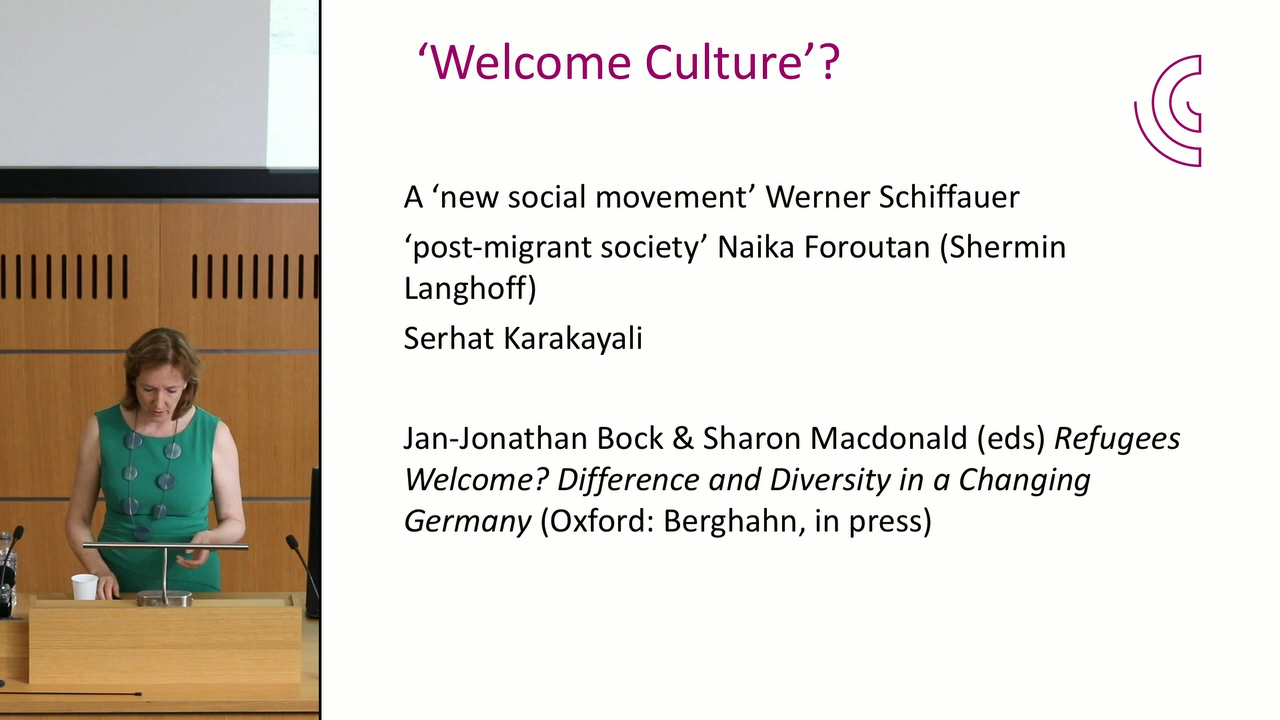 ‘Welcome Culture’?
A ‘new social movement’ Werner Schiffauer
‘post-migrant society’ Naika Foroutan (Shermin
Langhoff)
Serhat Karakayali
Jan-Jonathan Bock & Sharon Macdonald (eds) Refugees
Welcome? Difference and Diversity in a Changing
Germany (Oxford: Berghahn, in press)